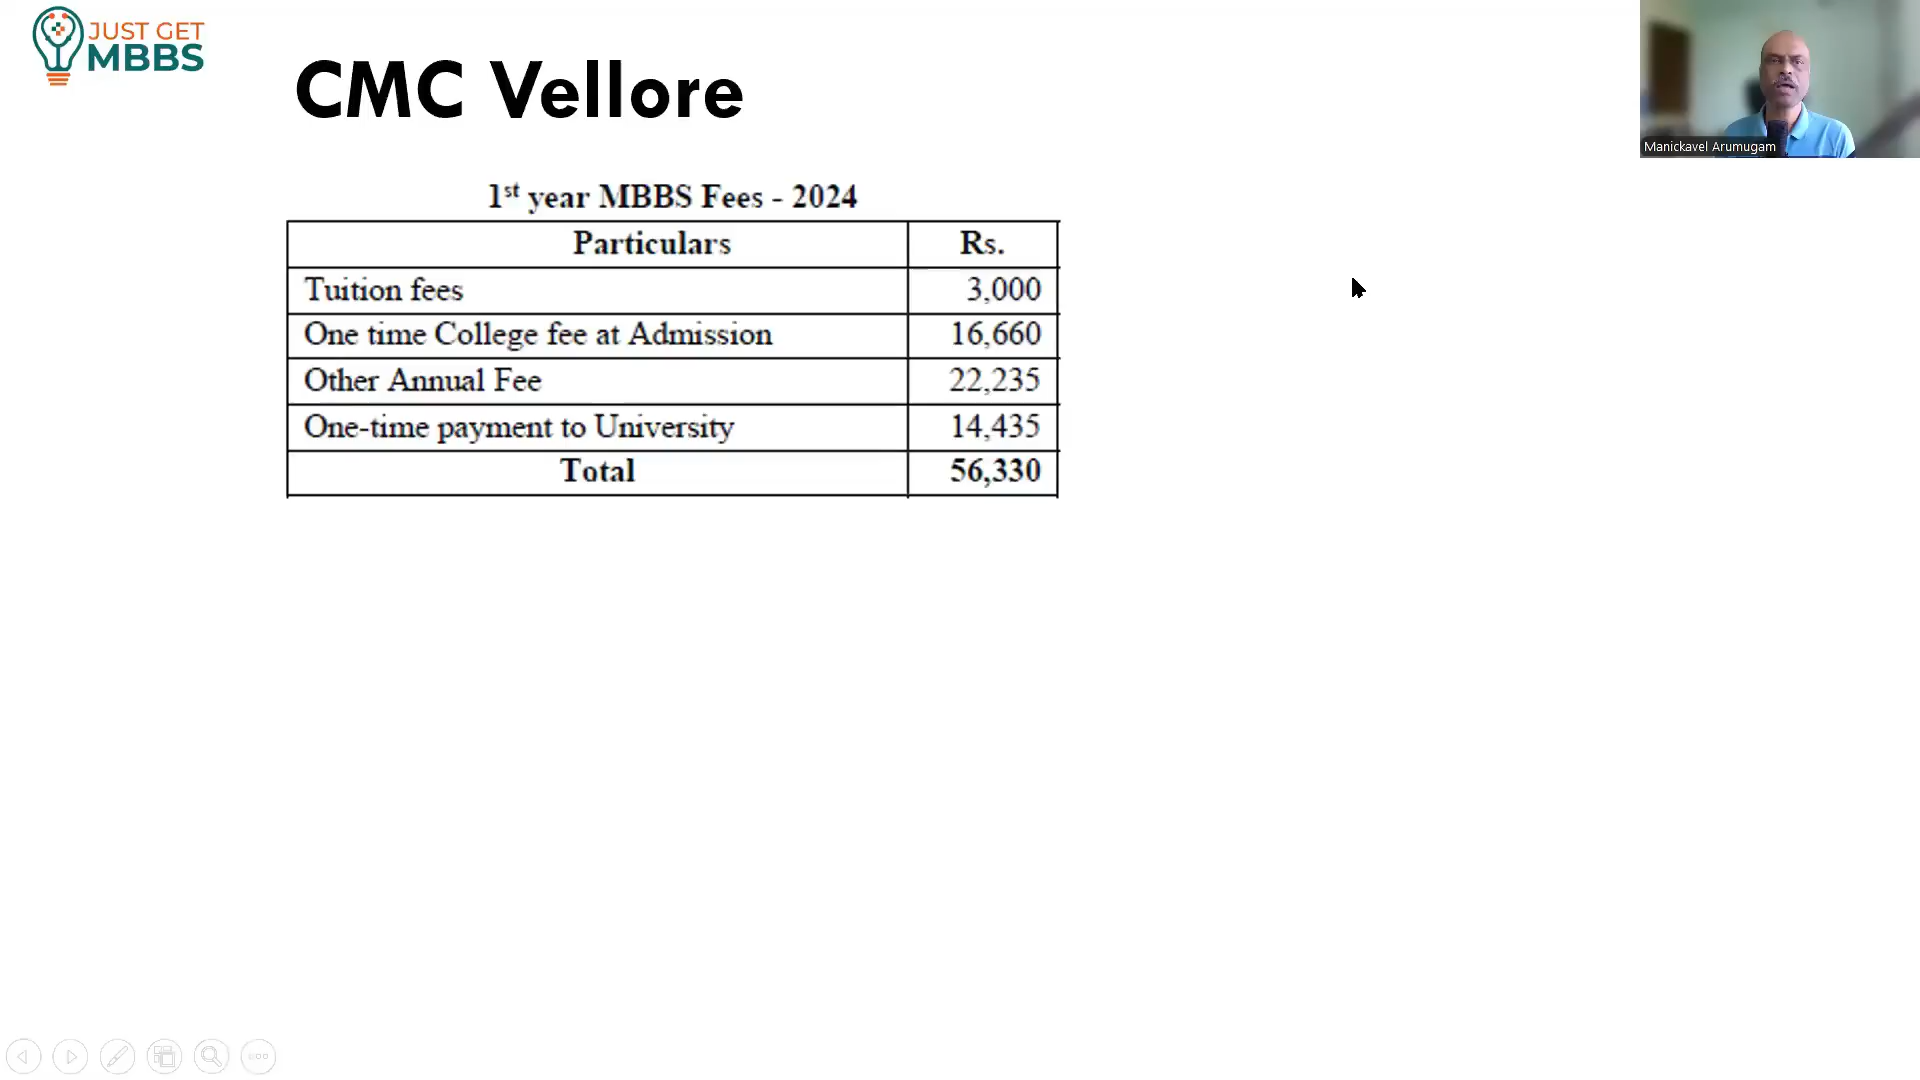 JUST GET
MBBS
CMC Vellore
Manickavel Arumugam
1st year MBBS Fees - 2024
Particulars Rs.
Tuition fees 3,000
One time College fee at Admission 16,660
Other Annual Fee 22,235
One-time payment to University 14,435
Total 56,330